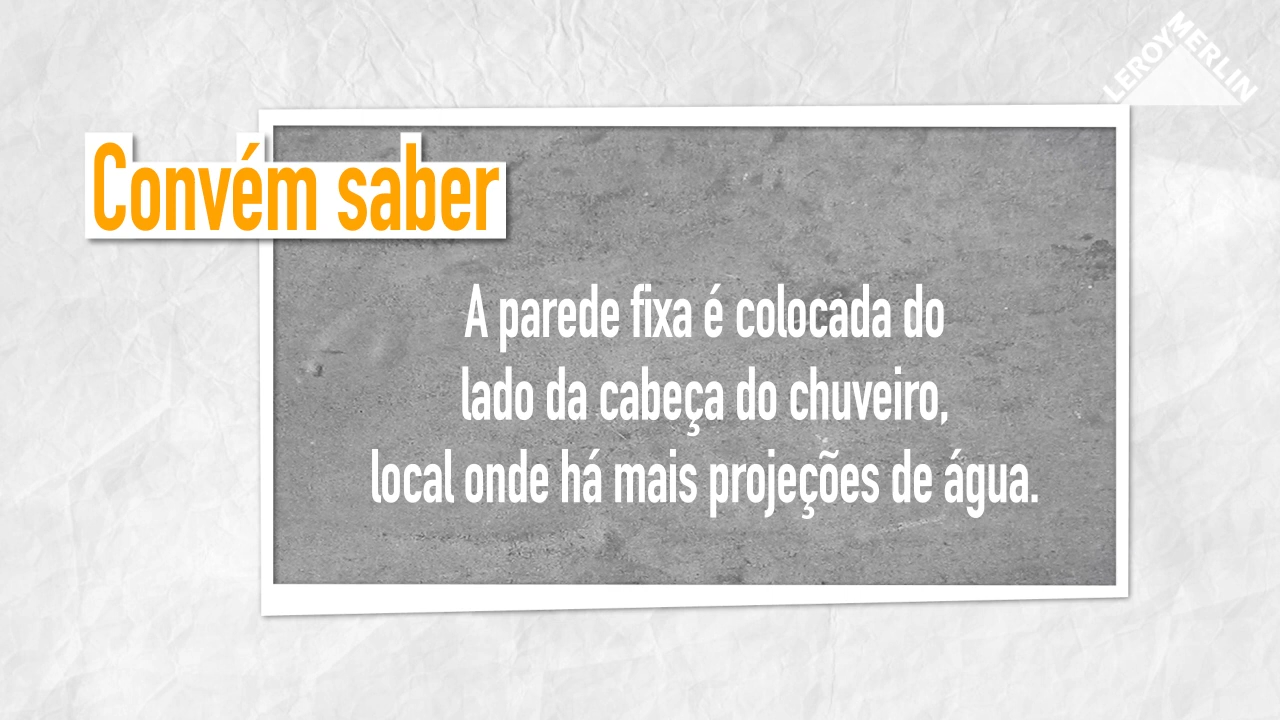 LEROY MERLIN
Convém saber
A parede fixa é colocada do
lado da cabeça do chuveiro,
local onde há mais projeções de água.